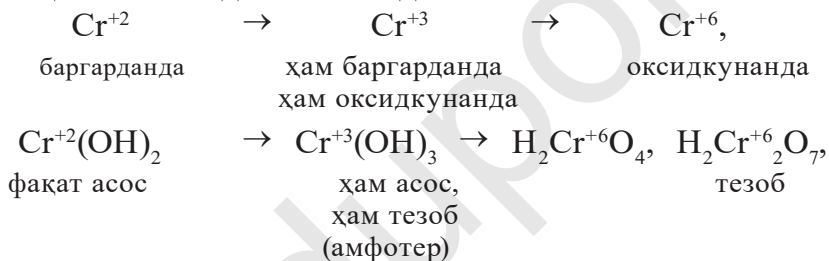 Cr⁺² → Cr⁺³ → Cr⁺⁶,
баргарданда ҳам баргарданда оксидкунанда
ҳам оксидкунанда
Cr⁺²(OH)₂ → Cr⁺³(OH)₃ → H₂Cr⁺⁶O₄, H₂Cr⁺⁶₂O₇,
фақат асос ҳам асос, тезоб
ҳам тезоб
(амфотер)